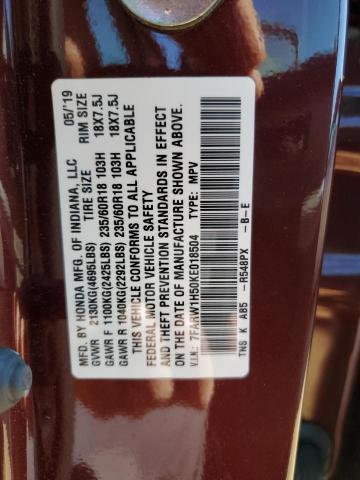 MFD. BY HONDA MFG. OF INDIANA, LLC 05/'19
TIRE SIZE RIM SIZE
GVWR 2130KG(4695LBS)
GAWR F 1100KG(2425LBS) 235/60R18 103H 18X7.5J
GAWR R 1040KG(2292LBS) 235/60R18 103H 18X7.5J
THIS VEHICLE CONFORMS TO ALL APPLICABLE
FEDERAL MOTOR VEHICLE SAFETY
AND THEFT PREVENTION STANDARDS IN EFFECT
ON THE DATE OF MANUFACTURE SHOWN ABOVE.
V.I.N.: 7FARW1H50KE018504 TYPE: MPV
TNS K A85 -R548PX -B-E